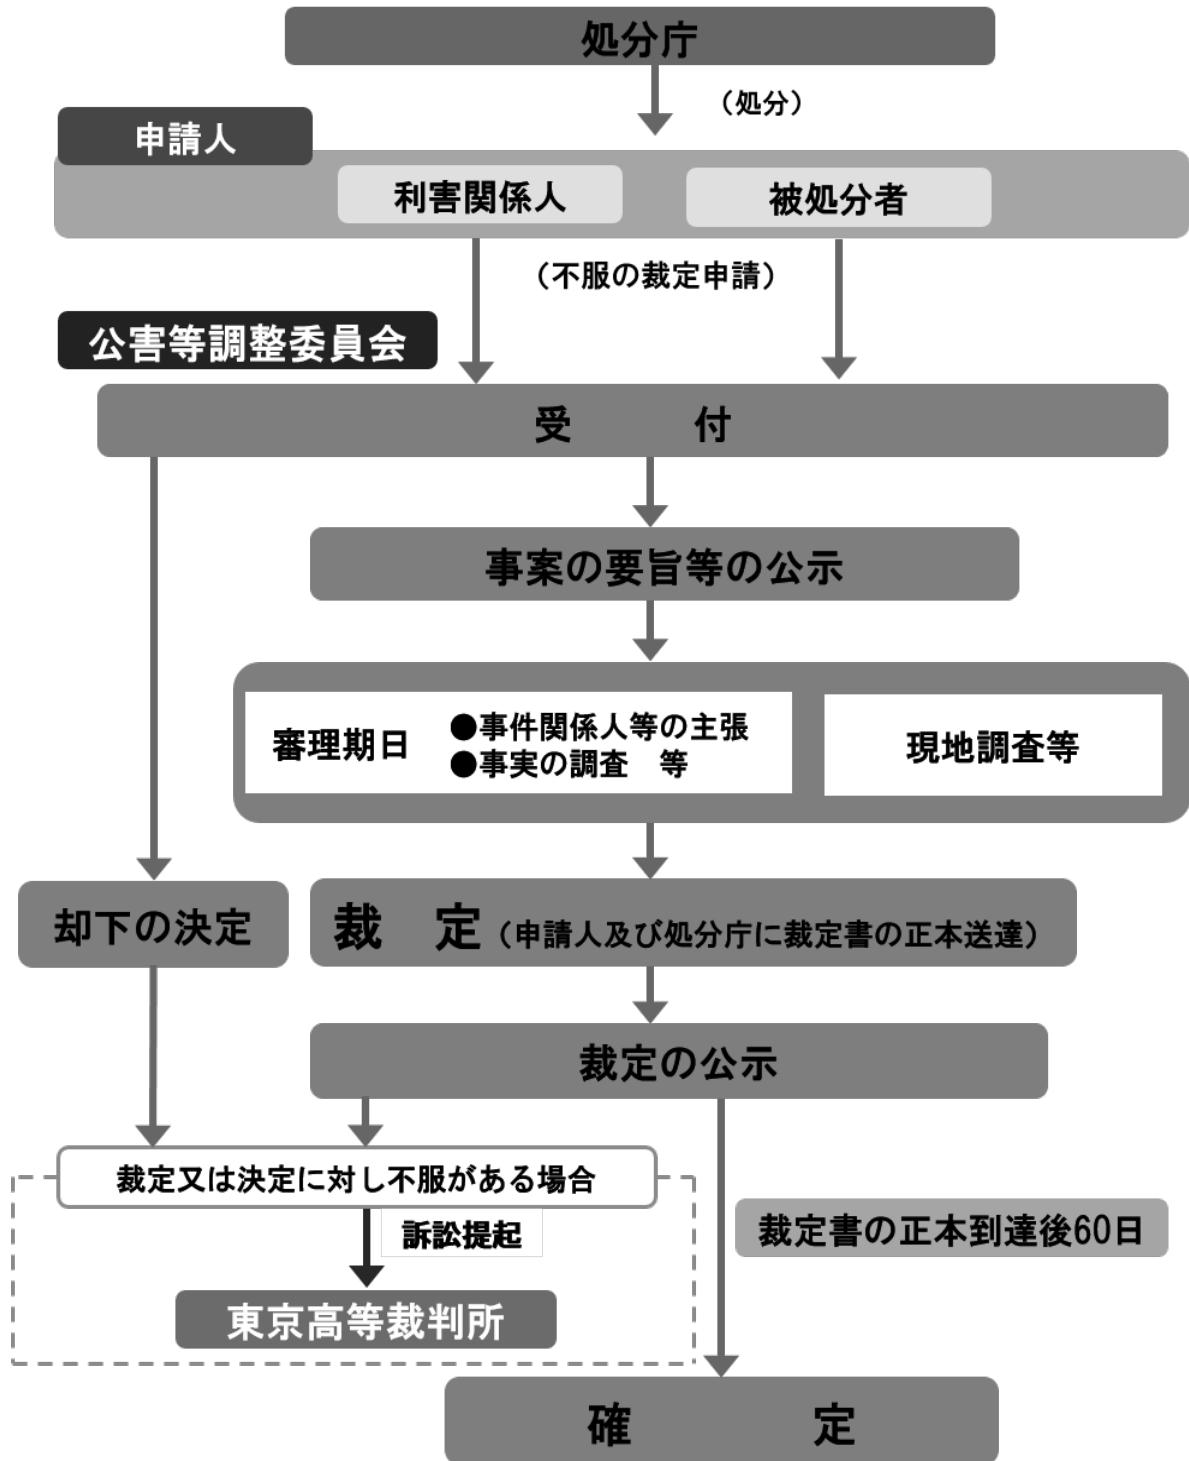 処分庁
（処分）
申請人
利害関係人
被処分者
（不服の裁定申請）
公害等調整委員会
受　　　付
事案の要旨等の公示
審理期日
●事件関係人等の主張
●事実の調査　等
現地調査等
却下の決定
裁　定（申請人及び処分庁に裁定書の正本送達）
裁定の公示
裁定又は決定に対し不服がある場合
訴訟提起
裁定書の正本到達後60日
東京高等裁判所
確　　　　定